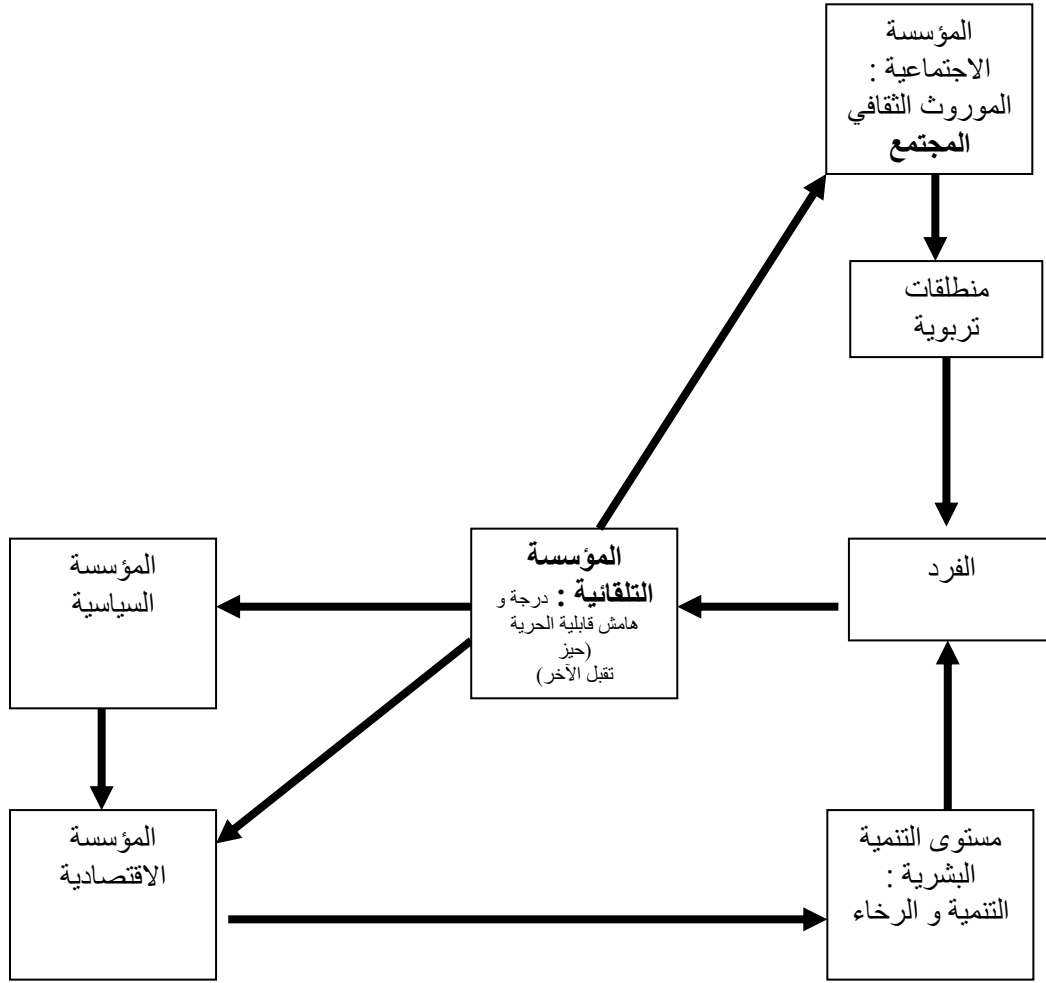 المؤسسة
الاجتماعية :
الموروث الثقافي
المجتمع
منطلقات
تربوية
الفرد
المؤسسة
التلقائية : درجة و
هامش قابلية الحرية
(حيز
تقبل الآخر)
المؤسسة
السياسية
المؤسسة
الاقتصادية
مستوى التنمية
البشرية :
التنمية و الرخاء